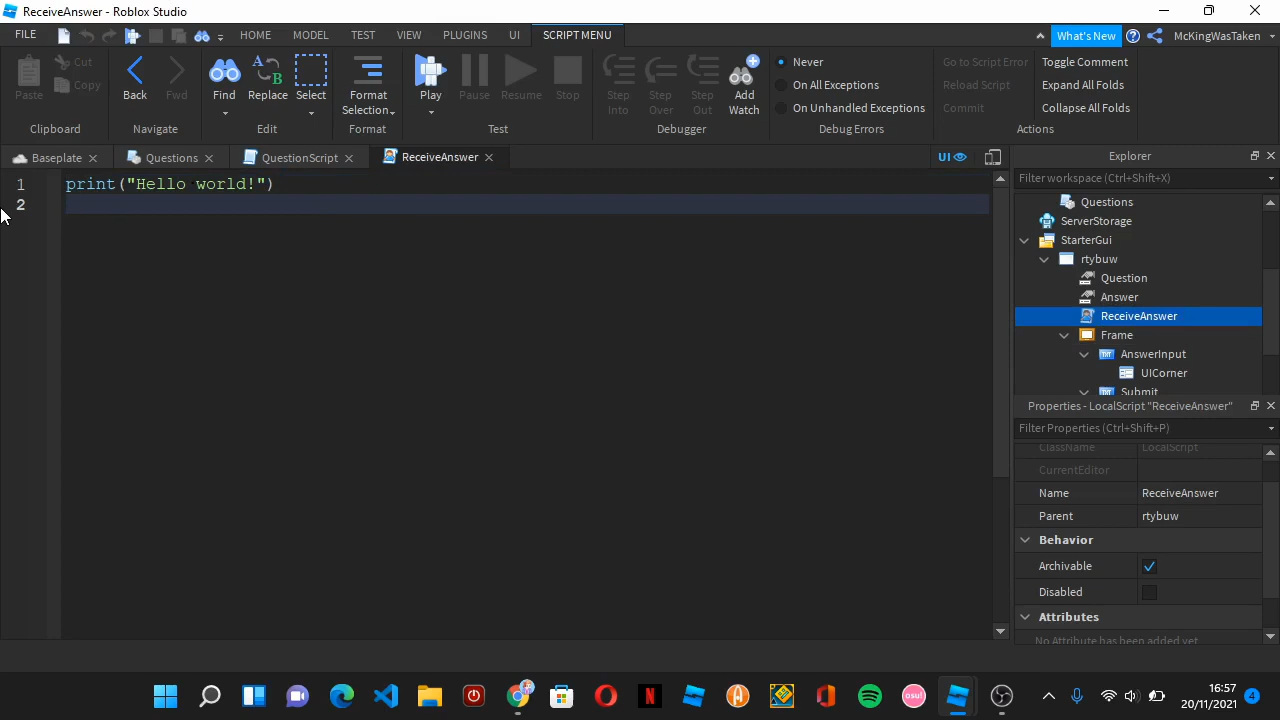 ReceiveAnswer - Roblox Studio
FILE HOME MODEL TEST VIEW PLUGINS UI SCRIPT MENU What's New McKingWasTaken
Paste Cut Copy Back Fwd Find Replace Select Format Selection Play Pause Resume Stop Step Into Step Over Step Out Add Watch
Never
On All Exceptions
On Unhandled Exceptions
Go to Script Error
Reload Script
Commit
Toggle Comment
Expand All Folds
Collapse All Folds
Clipboard Navigate Edit Format Test Debugger Debug Errors Actions
Baseplate Questions QuestionScript ReceiveAnswer UI
1 print("Hello world!")
2
Explorer
Filter workspace (Ctrl+Shift+X)
Questions
ServerStorage
StarterGui
rtybuw
Question
Answer
ReceiveAnswer
Frame
AnswerInput
TXT
UICorner
Submit
TXT
Properties - LocalScript "ReceiveAnswer"
Filter Properties (Ctrl+Shift+P)
ClassName LocalScript
CurrentEditor
Name ReceiveAnswer
Parent rtybuw
Behavior
Archivable
Disabled
Attributes
No Attribute has been added yet
osu!
16:57
20/11/2021
4